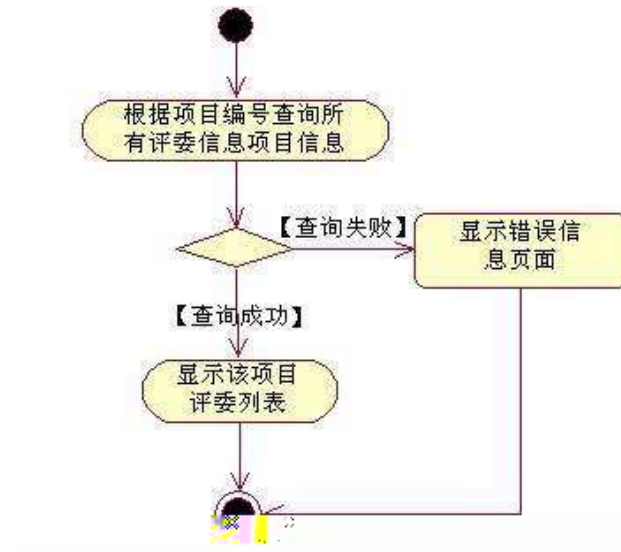 根据项目编号查询所
有评委信息项目信息
【查询失败】
显示错误信
息页面
【查询成功】
显示该项目
评委列表